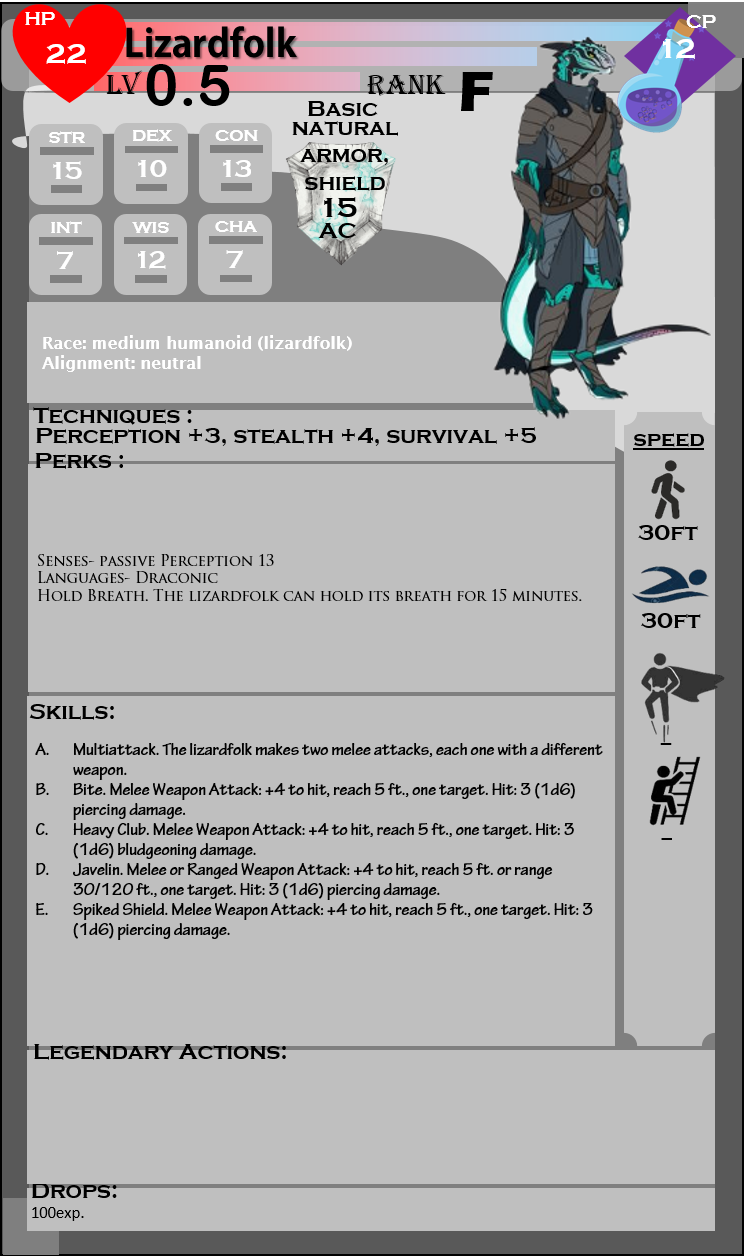 HP
22
Lizardfolk
CP
12
LV 0.5
RANK F
STR
15
DEX
10
CON
13
INT
7
WIS
12
CHA
7
BASIC
NATURAL
ARMOR,
SHIELD
15
AC
Race: medium humanoid (lizardfolk)
Alignment: neutral
TECHNIQUES :
PERCEPTION +3, STEALTH +4, SURVIVAL +5
PERKS :
SENSES- PASSIVE PERCEPTION 13
LANGUAGES- DRACONIC
HOLD BREATH. THE LIZARDFOLK CAN HOLD ITS BREATH FOR 15 MINUTES.
SPEED
30FT
30FT
–
–
SKILLS:
A. Multiattack. The lizardfolk makes two melee attacks, each one with a different
weapon.
B. Bite. Melee Weapon Attack: +4 to hit, reach 5 ft., one target. Hit: 3 (1d6)
piercing damage.
C. Heavy Club. Melee Weapon Attack: +4 to hit, reach 5 ft., one target. Hit: 3
(1d6) bludgeoning damage.
D. Javelin. Melee or Ranged Weapon Attack: +4 to hit, reach 5 ft. or range
30/120 ft., one target. Hit: 3 (1d6) piercing damage.
E. Spiked Shield. Melee Weapon Attack: +4 to hit, reach 5 ft., one target. Hit: 3
(1d6) piercing damage.
LEGENDARY ACTIONS:
DROPS:
100exp.